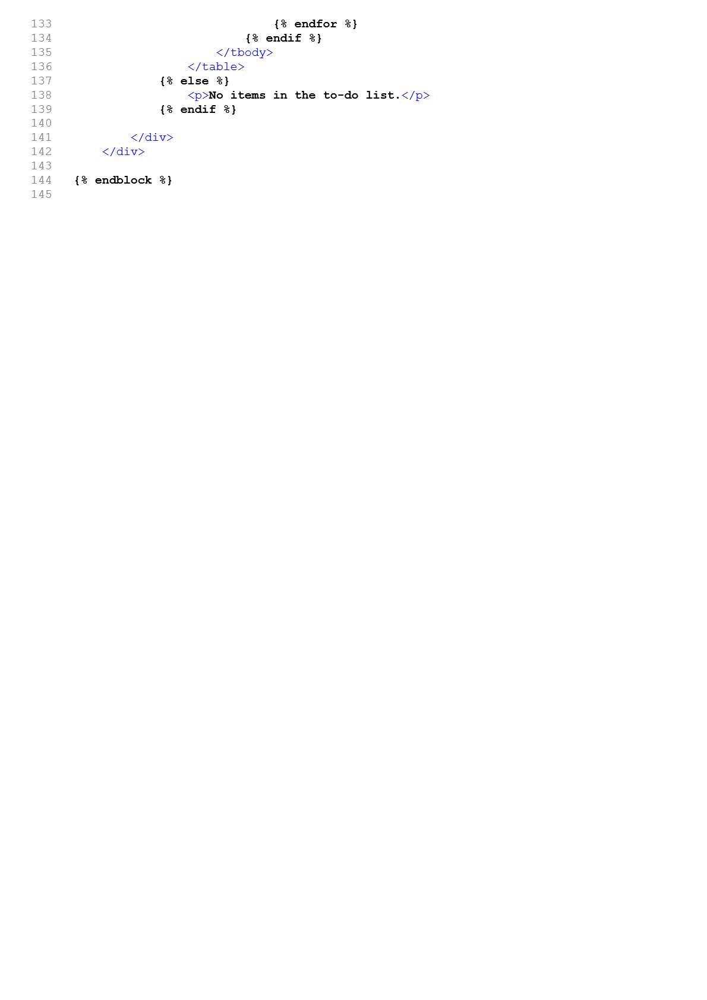 133                               {% endfor %}
134                           {% endif %}
135                       </tbody>
136                   </table>
137               {% else %}
138                   <p>No items in the to-do list.</p>
139               {% endif %}
140
141           </div>
142       </div>
143
144   {% endblock %}
145